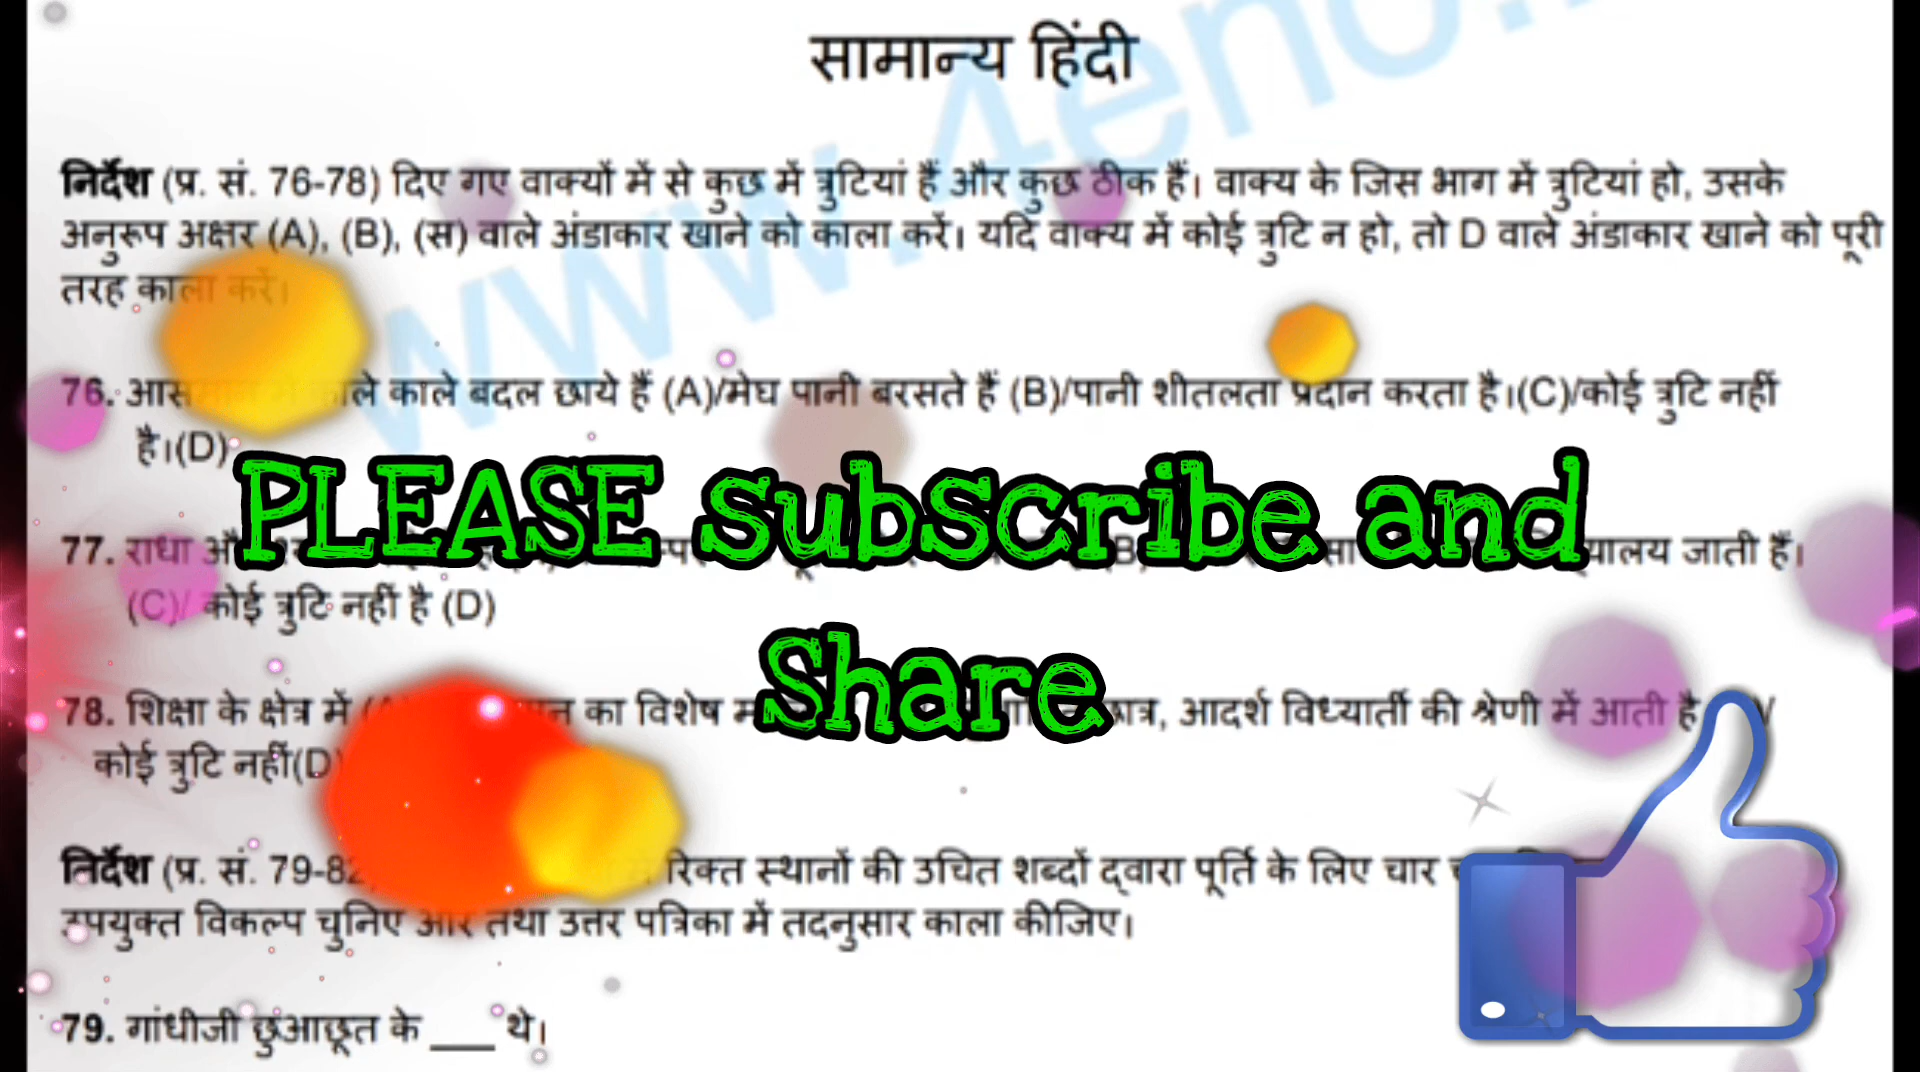 सामान्य हिंदी
निर्देश (प्र. सं. 76-78) दिए गए वाक्यों में से कुछ में त्रुटियां हैं और कुछ ठीक हैं। वाक्य के जिस भाग में त्रुटियां हो, उसके
अनुरूप अक्षर (A), (B), (स) वाले अंडाकार खाने को काला करें। यदि वाक्य में कोई त्रुटि न हो, तो D वाले अंडाकार खाने को पूरी
तरह काला करें।
76. काले बदल छाये हैं (A)/मेघ पानी बरसते हैं (B)/पानी शीतलता प्रदान करता है।(C)/कोई त्रुटि नहीं
है।(D)
PLEASE subscribe and
77. राधा जाती हैं।
(C)/ कोई त्रुटि नहीं है (D)
Share
78. शिक्षा के क्षेत्र में का विशेष आदर्श विध्यार्ती की श्रेणी में आती है
कोई त्रुटि नहीं(D)
निर्देश (प्र. सं. रिक्त स्थानों की उचित शब्दों द्वारा पूर्ति के लिए चार
उपयुक्त विकल्प चुनिए और तथा उत्तर पत्रिका में तदनुसार काला कीजिए।
79. गांधीजी छुआछूत के ___ थे।